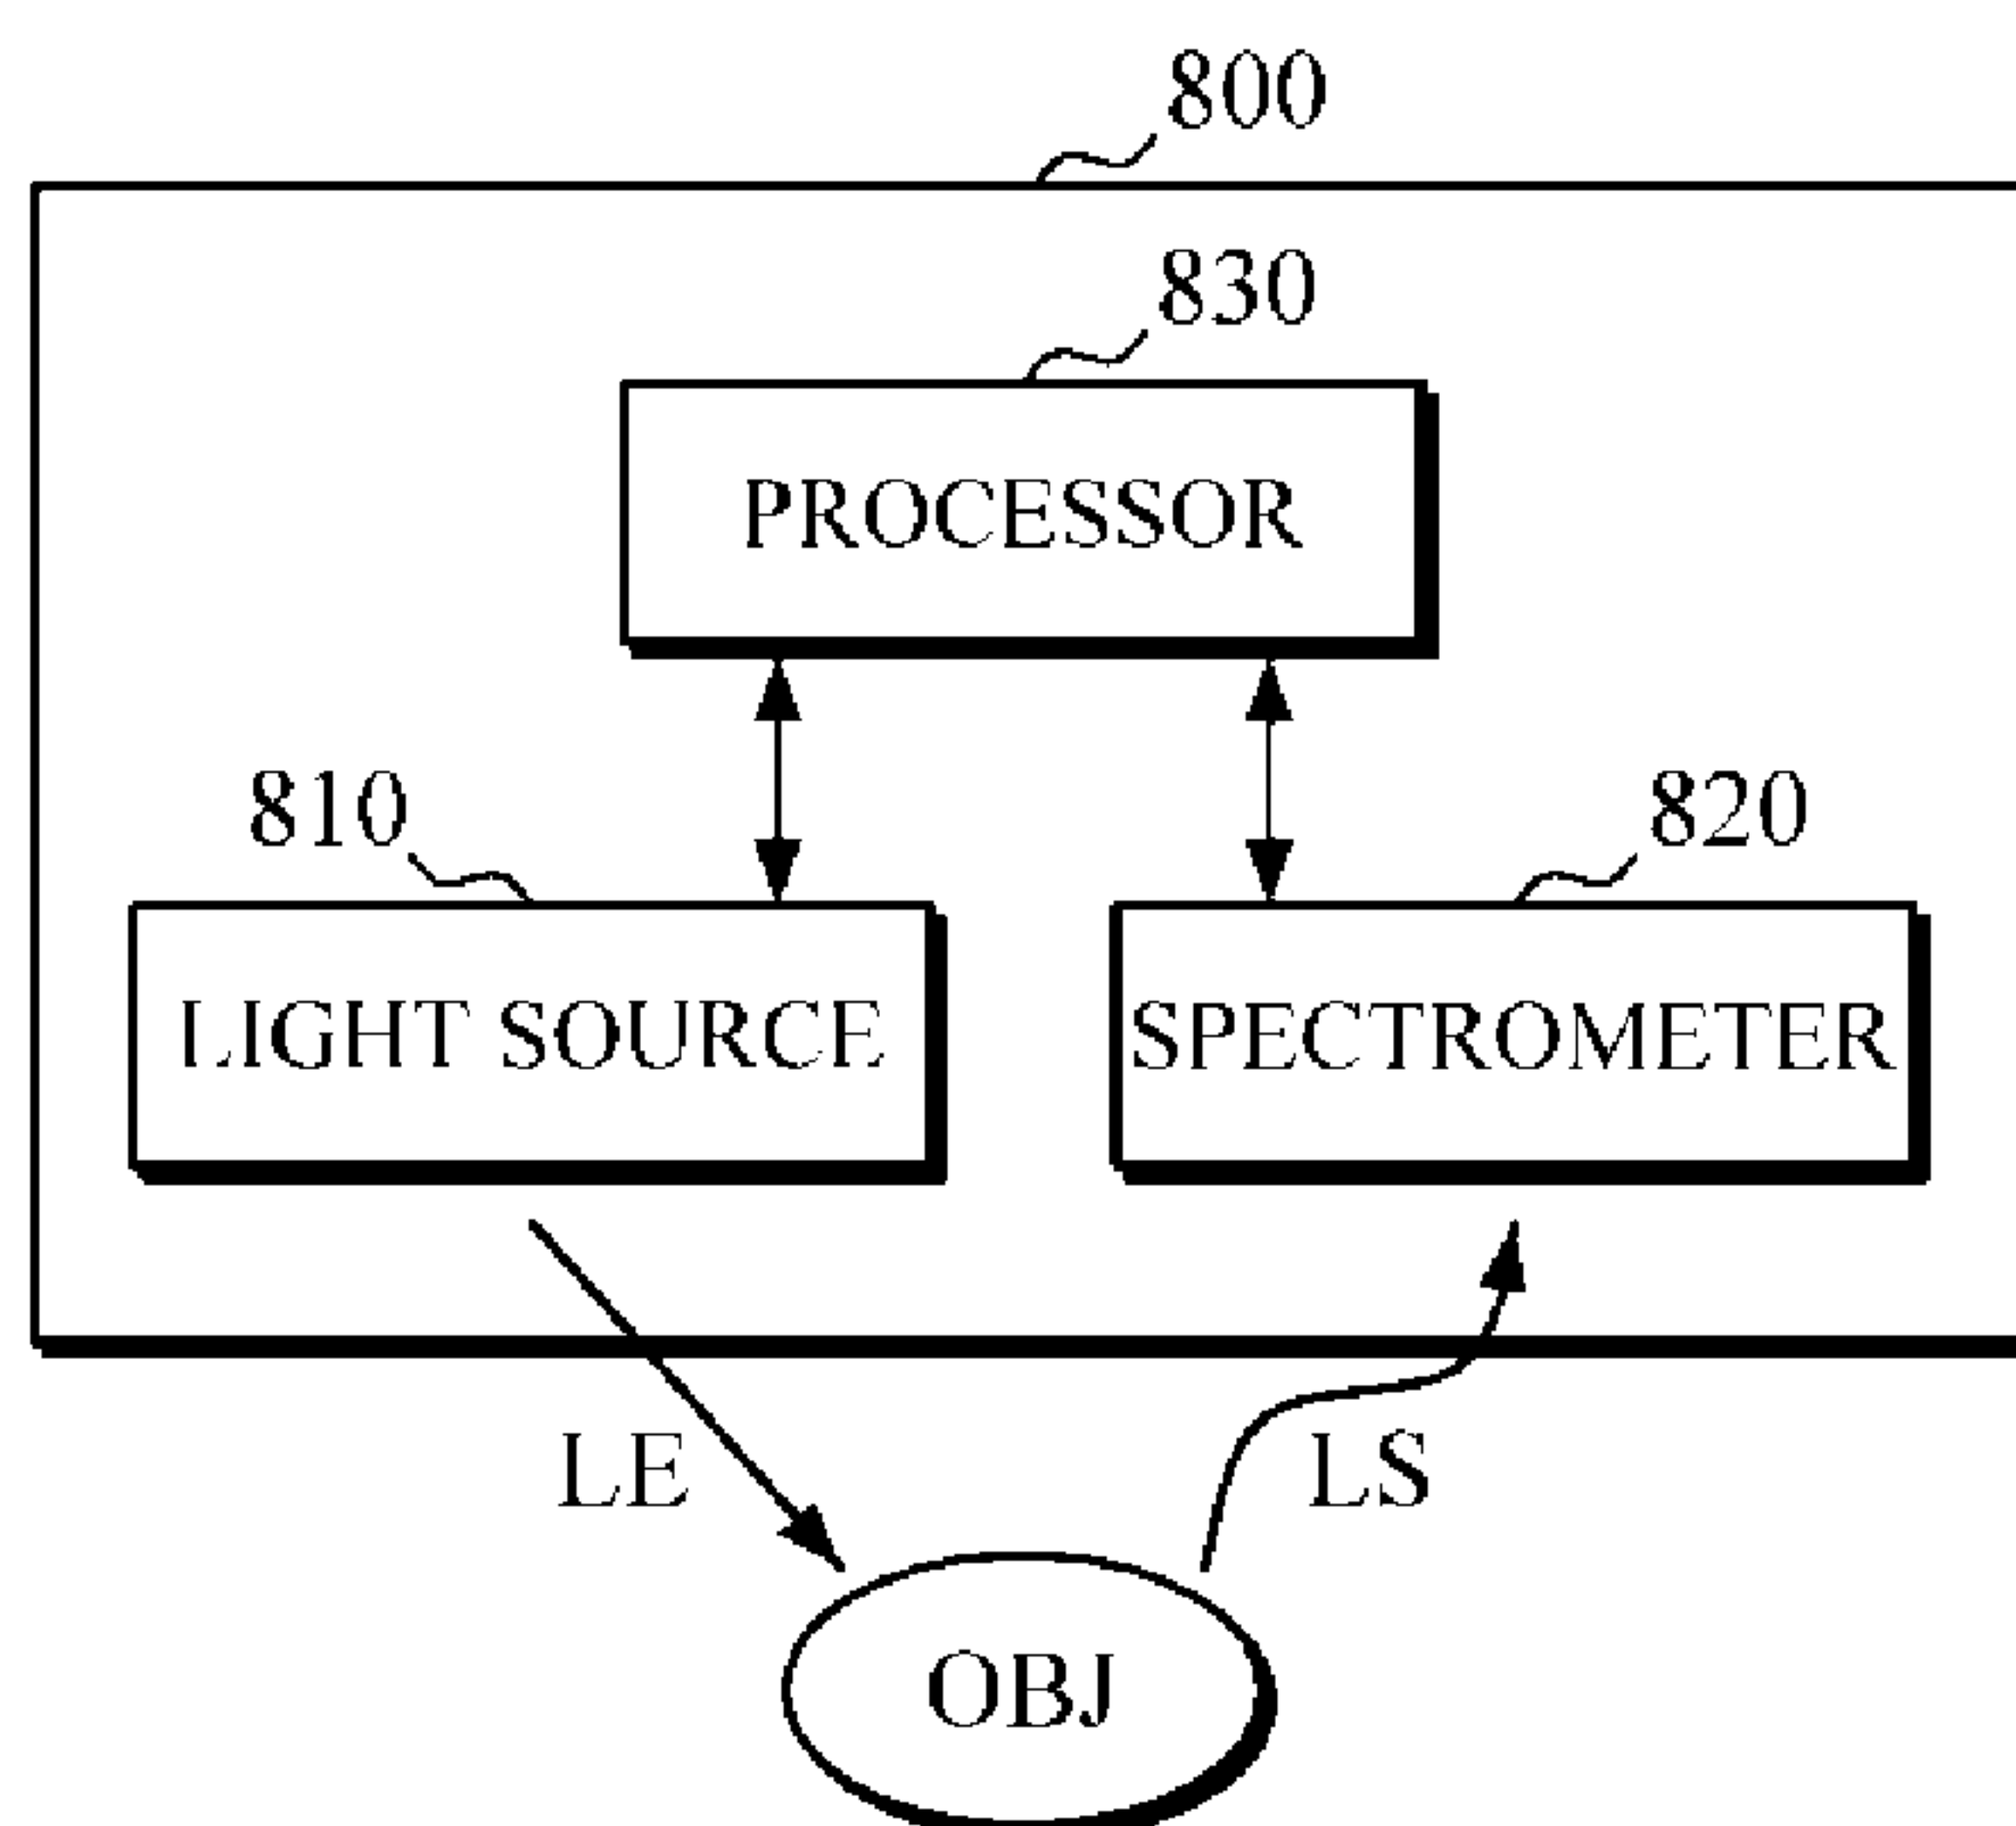 800
830
PROCESSOR
810
820
LIGHT SOURCE
SPECTROMETER
LE
LS
OBJ